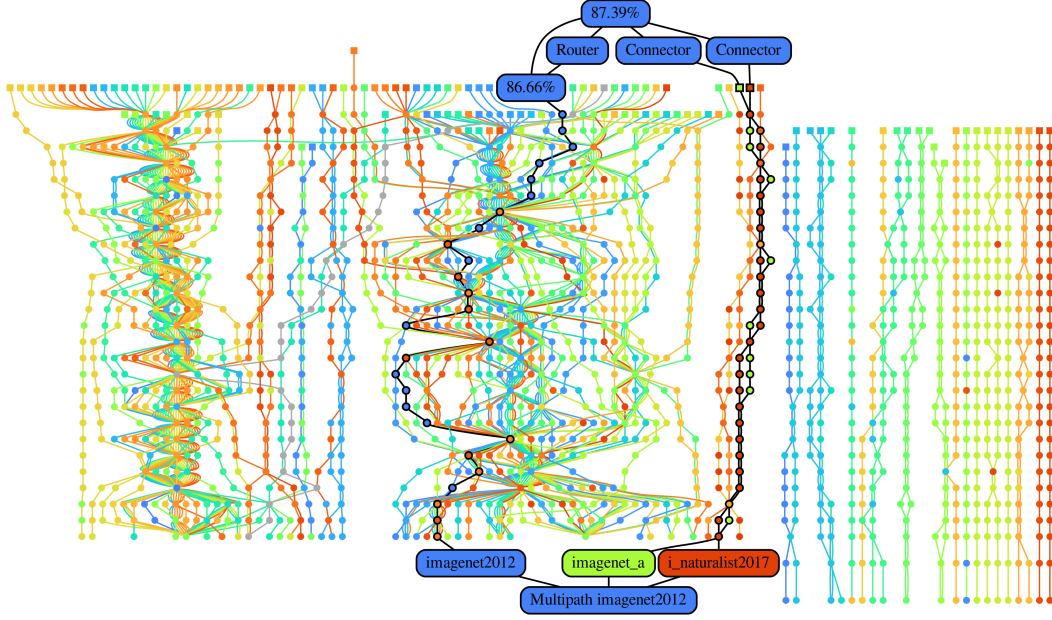 87.39%
Router
Connector
Connector
86.66%
imagenet2012
imagenet_a
i_naturalist2017
Multipath imagenet2012